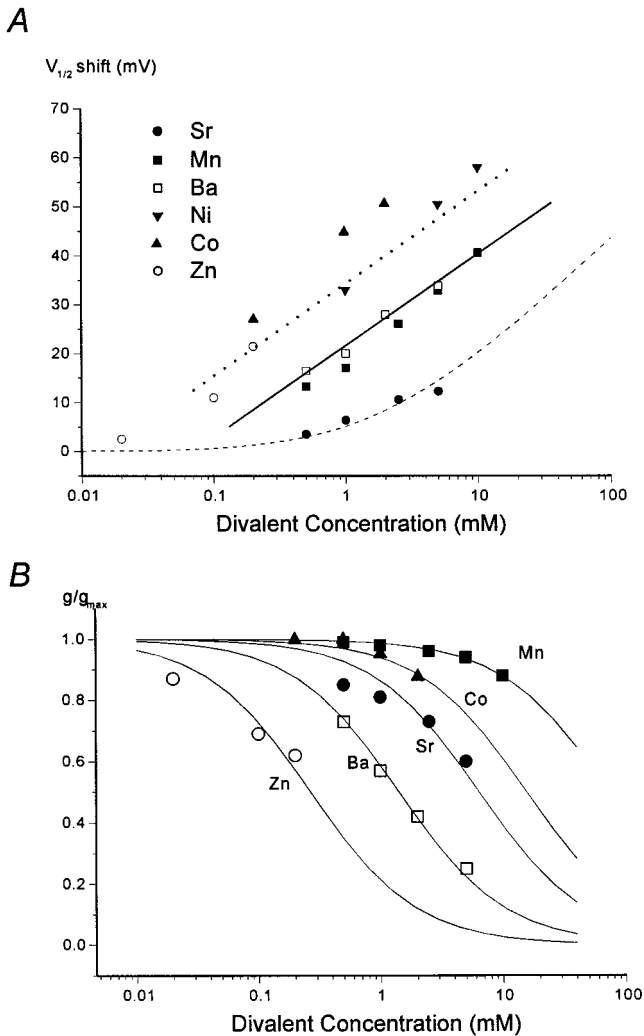 A
V1/2 shift (mV)
70
60
50
40
30
20
10
0
Sr
Mn
Ba
Ni
Co
Zn
0.01 0.1 1 10 100
Divalent Concentration (mM)
B
g/gmax
1.0
0.8
0.6
0.4
0.2
0.0
Mn
Co
Sr
Ba
Zn
0.01 0.1 1 10 100
Divalent Concentration (mM)